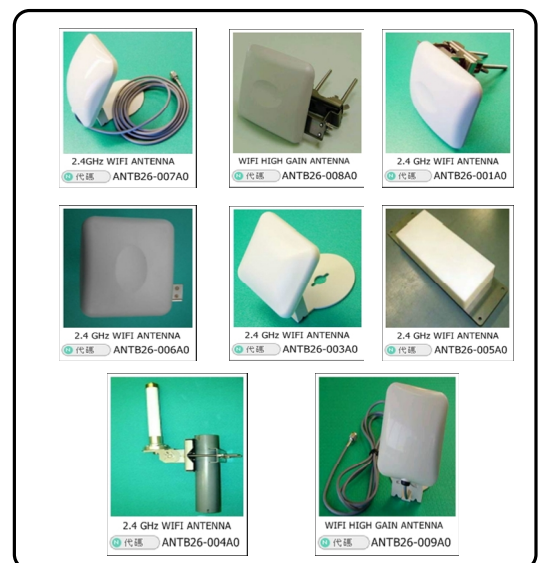 2.4GHz WIFI ANTENNA
代碼 ANTB26-007A0
WIFI HIGH GAIN ANTENNA
代碼 ANTB26-008A0
2.4 GHz WIFI ANTENNA
代碼 ANTB26-001A0
2.4 GHz WIFI ANTENNA
代碼 ANTB26-006A0
2.4 GHz WIFI ANTENNA
代碼 ANTB26-003A0
2.4 GHz WIFI ANTENNA
代碼 ANTB26-005A0
2.4 GHz WIFI ANTENNA
代碼 ANTB26-004A0
WIFI HIGH GAIN ANTENNA
代碼 ANTB26-009A0